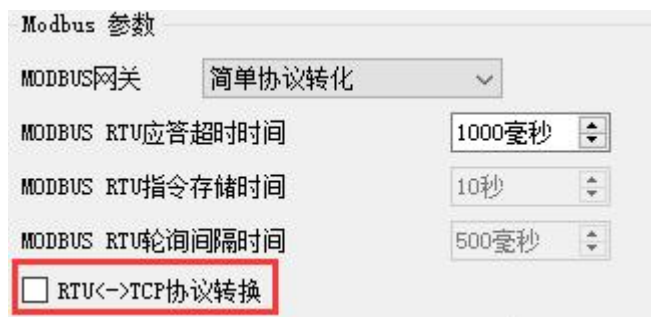 Modbus 参数
MODBUS网关 简单协议转化
MODBUS RTU应答超时时间 1000毫秒
MODBUS RTU指令存储时间 10秒
MODBUS RTU轮询间隔时间 500毫秒
RTU<->TCP协议转换